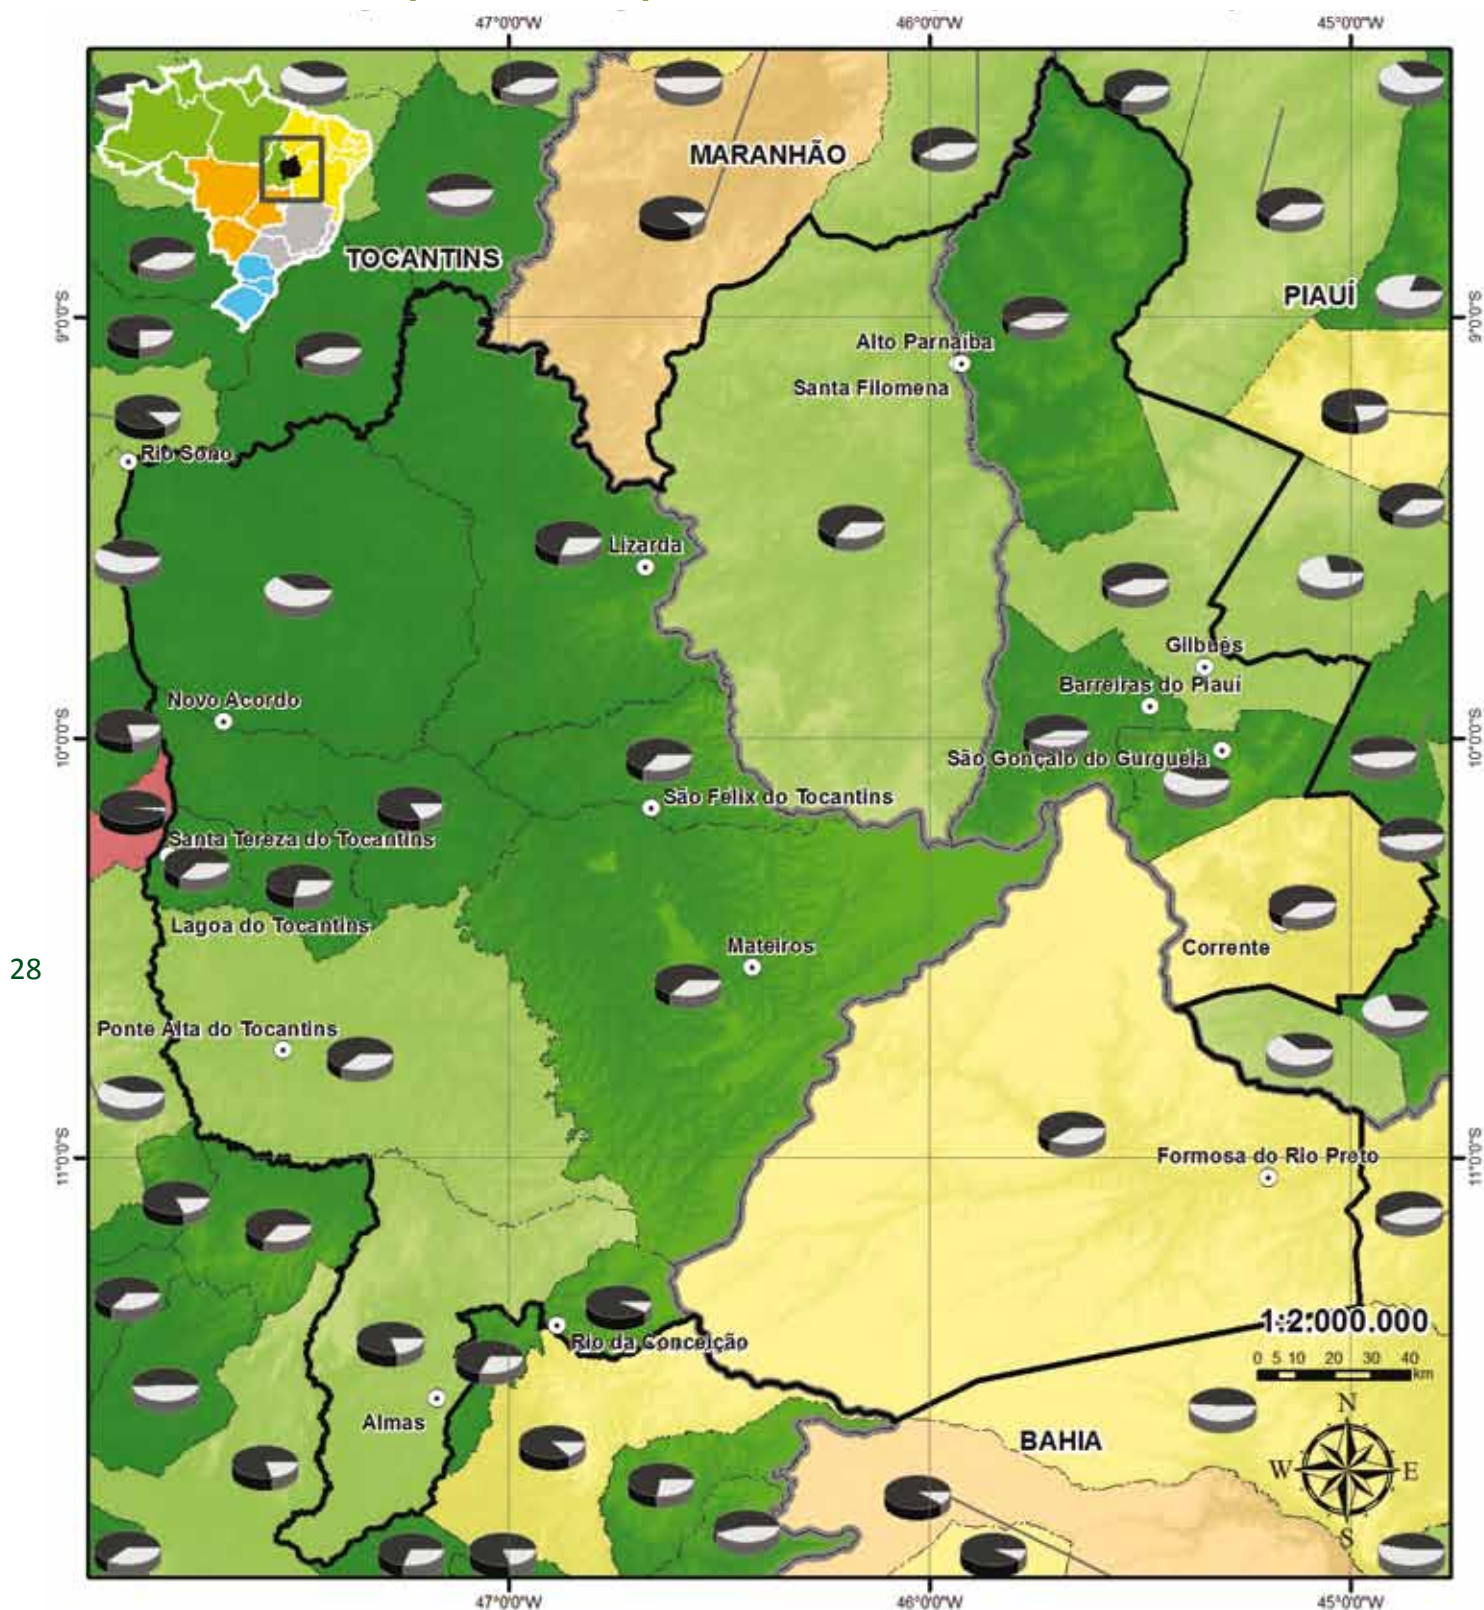 47°0'0"W
46°0'0"W
45°0'0"W
MARANHÃO
TOCANTINS
PIAUÍ
9°0'0"S
9°0'0"S
Alto Parnaíba
Santa Filomena
Rio Sono
Lizarda
Gilbués
Barreiras do Piauí
Novo Acordo
10°0'0"S
10°0'0"S
São Gonçalo do Gurguéia
São Felix do Tocantins
Santa Tereza do Tocantins
Lagoa do Tocantins
Mateiros
Corrente
28
Ponte Alta do Tocantins
11°0'0"S
11°0'0"S
Formosa do Rio Preto
1:2:000.000
Rio da Conceição
0 5 10 20 30 40
km
Almas
BAHIA
N
W
E
S
47°0'0"W
46°0'0"W
45°0'0"W